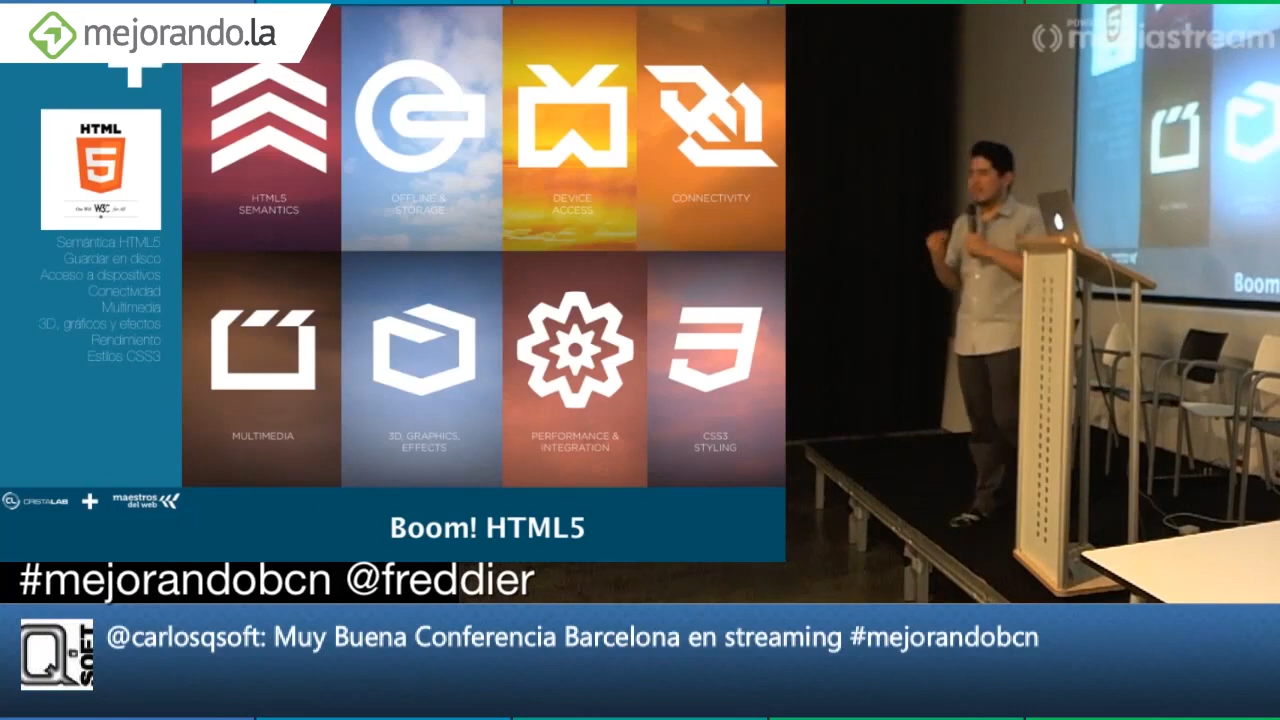 mejorando.la
HTML
5
W3C
Semántica HTML5
Guardar en disco
Acceso a dispositivos
Conectividad
Multimedia
3D, gráficos y efectos
Rendimiento
Estilos CSS3
HTML5
SEMANTICS
OFFLINE &
STORAGE
DEVICE
ACCESS
CONNECTIVITY
MULTIMEDIA
3D, GRAPHICS,
EFFECTS
PERFORMANCE &
INTEGRATION
CSS3
STYLING
CL CRISTALAB + maestros
del web
Boom! HTML5
mediastream
Boom
#mejorandobcn @freddier
Q'
SOFT
@carlosqsoft: Muy Buena Conferencia Barcelona en streaming #mejorandobcn